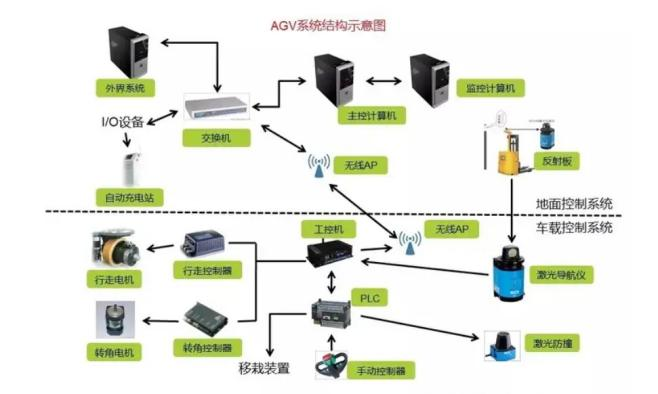 AGV系统结构示意图
外界系统
主控计算机
监控计算机
I/O设备
交换机
无线AP
反射板
自动充电站
地面控制系统
车载控制系统
工控机
无线AP
行走电机
行走控制器
激光导航仪
PLC
转角电机
转角控制器
移栽装置
手动控制器
激光防撞